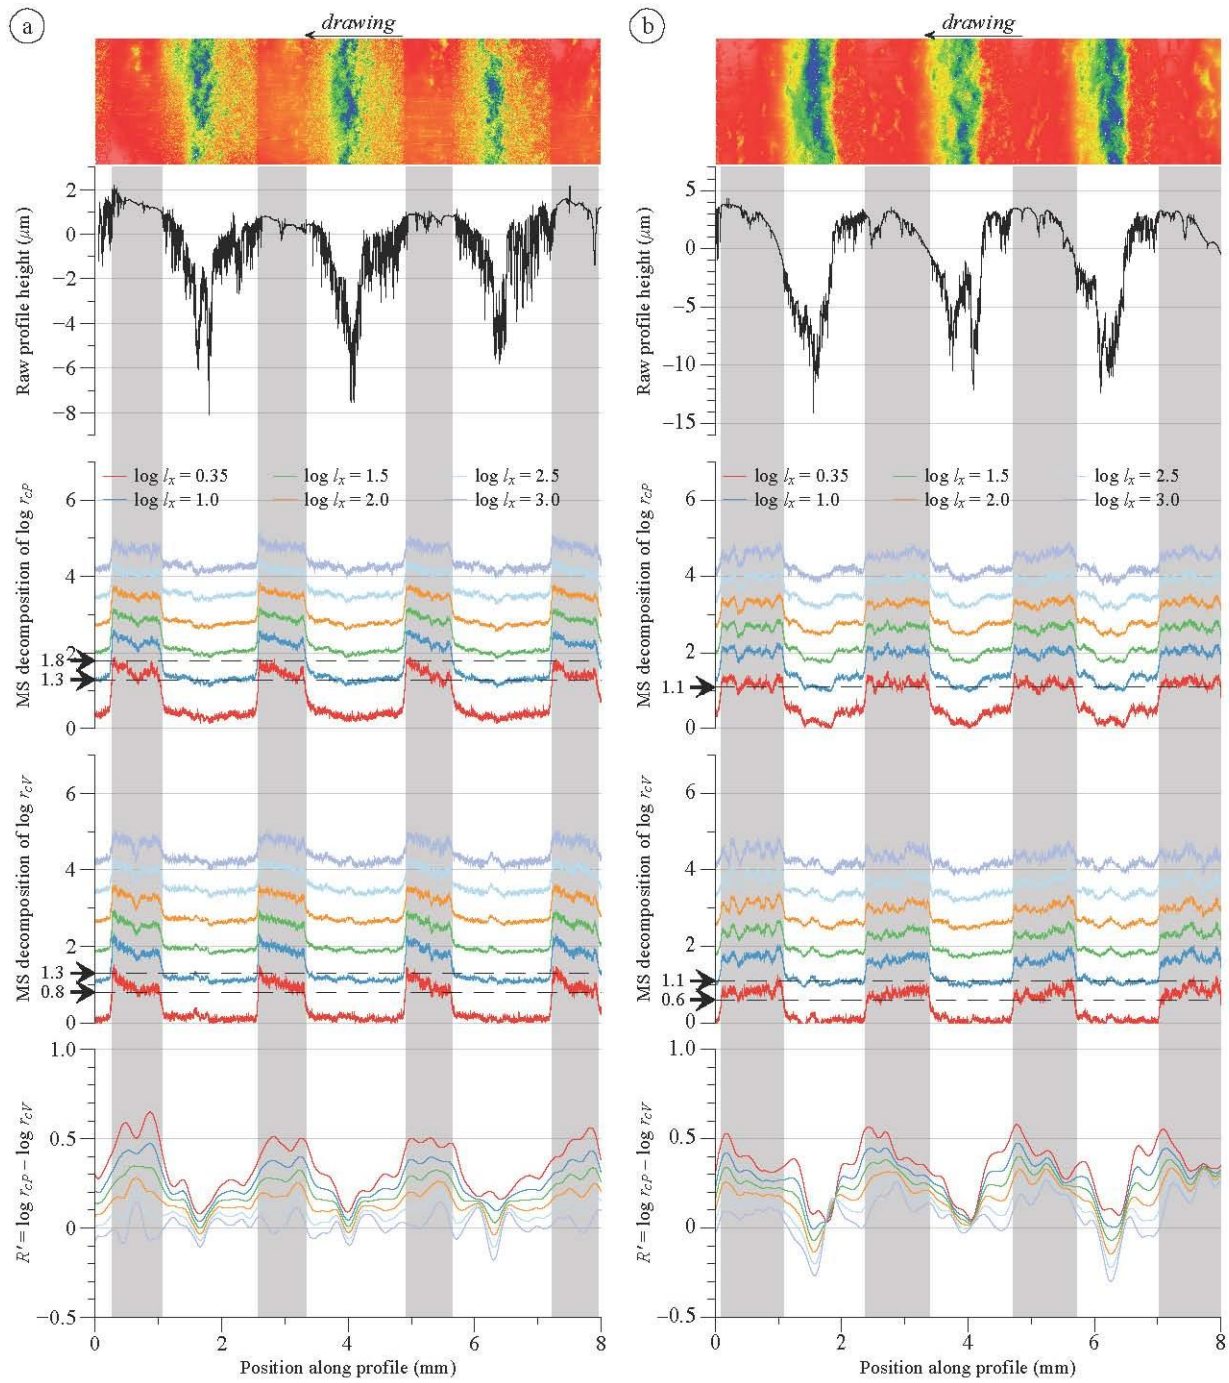 a
drawing
2
0
−2
−4
−6
−8
Raw profile height (μm)
log lx = 0.35
log lx = 1.5
log lx = 2.5
log lx = 1.0
log lx = 2.0
log lx = 3.0
6
4
2
1.8
1.3
0
MS decomposition of log rcP
6
4
2
1.3
0.8
0
MS decomposition of log rcV
1.0
0.5
0
−0.5
R′ = log rcP − log rcV
0 2 4 6 8
Position along profile (mm)
b
drawing
5
0
−5
−10
−15
Raw profile height (μm)
log lx = 0.35
log lx = 1.5
log lx = 2.5
log lx = 1.0
log lx = 2.0
log lx = 3.0
6
4
2
1.1
0
MS decomposition of log rcP
6
4
2
1.1
0.6
0
MS decomposition of log rcV
1.0
0.5
0
−0.5
R′ = log rcP − log rcV
0 2 4 6 8
Position along profile (mm)